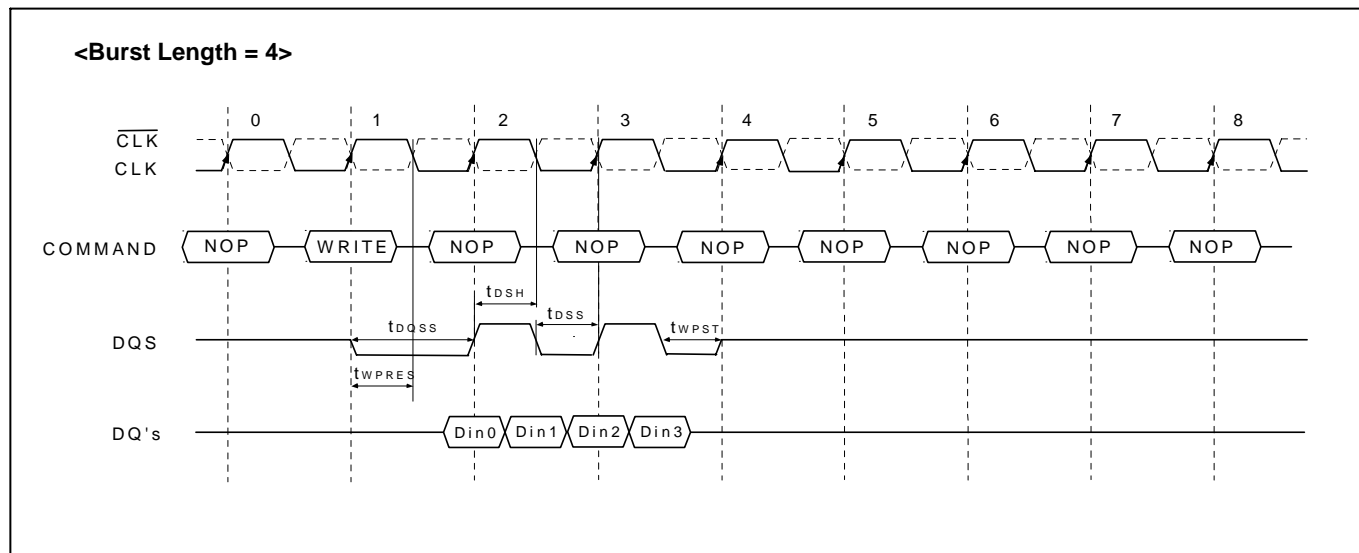 <Burst Length = 4>
0 1 2 3 4 5 6 7 8
CLK
CLK
COMMAND NOP WRITE NOP NOP NOP NOP NOP NOP NOP
tDSH
tDQSS tDSS tWPST
DQS
tWPRES
DQ's Din0 Din1 Din2 Din3